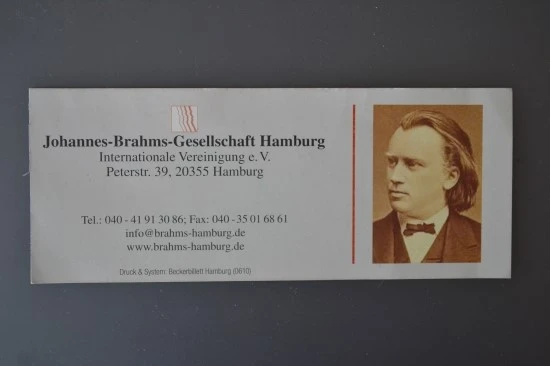 Johannes-Brahms-Gesellschaft Hamburg
Internationale Vereinigung e. V.
Peterstr. 39, 20355 Hamburg
Tel.: 040 - 41 91 30 86; Fax: 040 - 35 01 68 61
info@brahms-hamburg.de
www.brahms-hamburg.de
Druck & System: Beckerbillett Hamburg (0610)